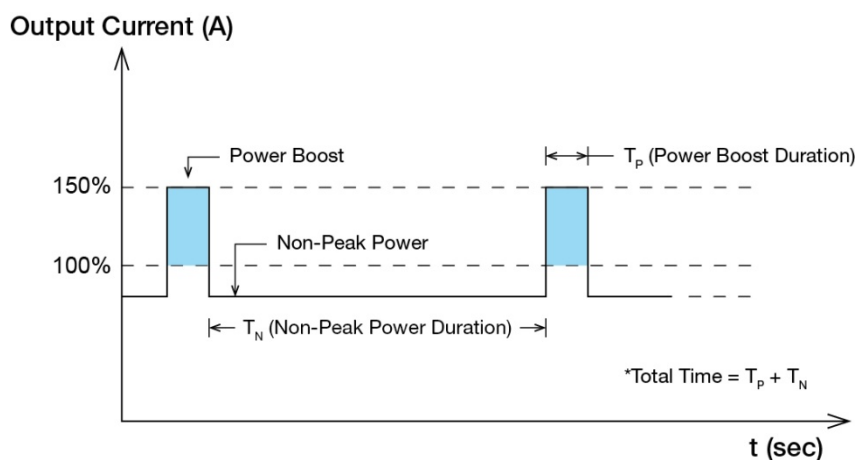 Output Current (A)
Power Boost
T_P (Power Boost Duration)
150%
Non-Peak Power
100%
T_N (Non-Peak Power Duration)
*Total Time = T_P + T_N
t (sec)